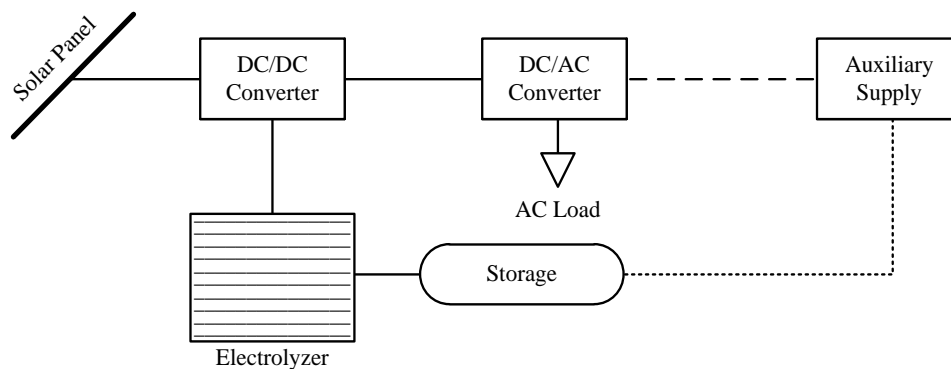 Solar Panel
DC/DC
Converter
DC/AC
Converter
Auxiliary
Supply
AC Load
Storage
Electrolyzer